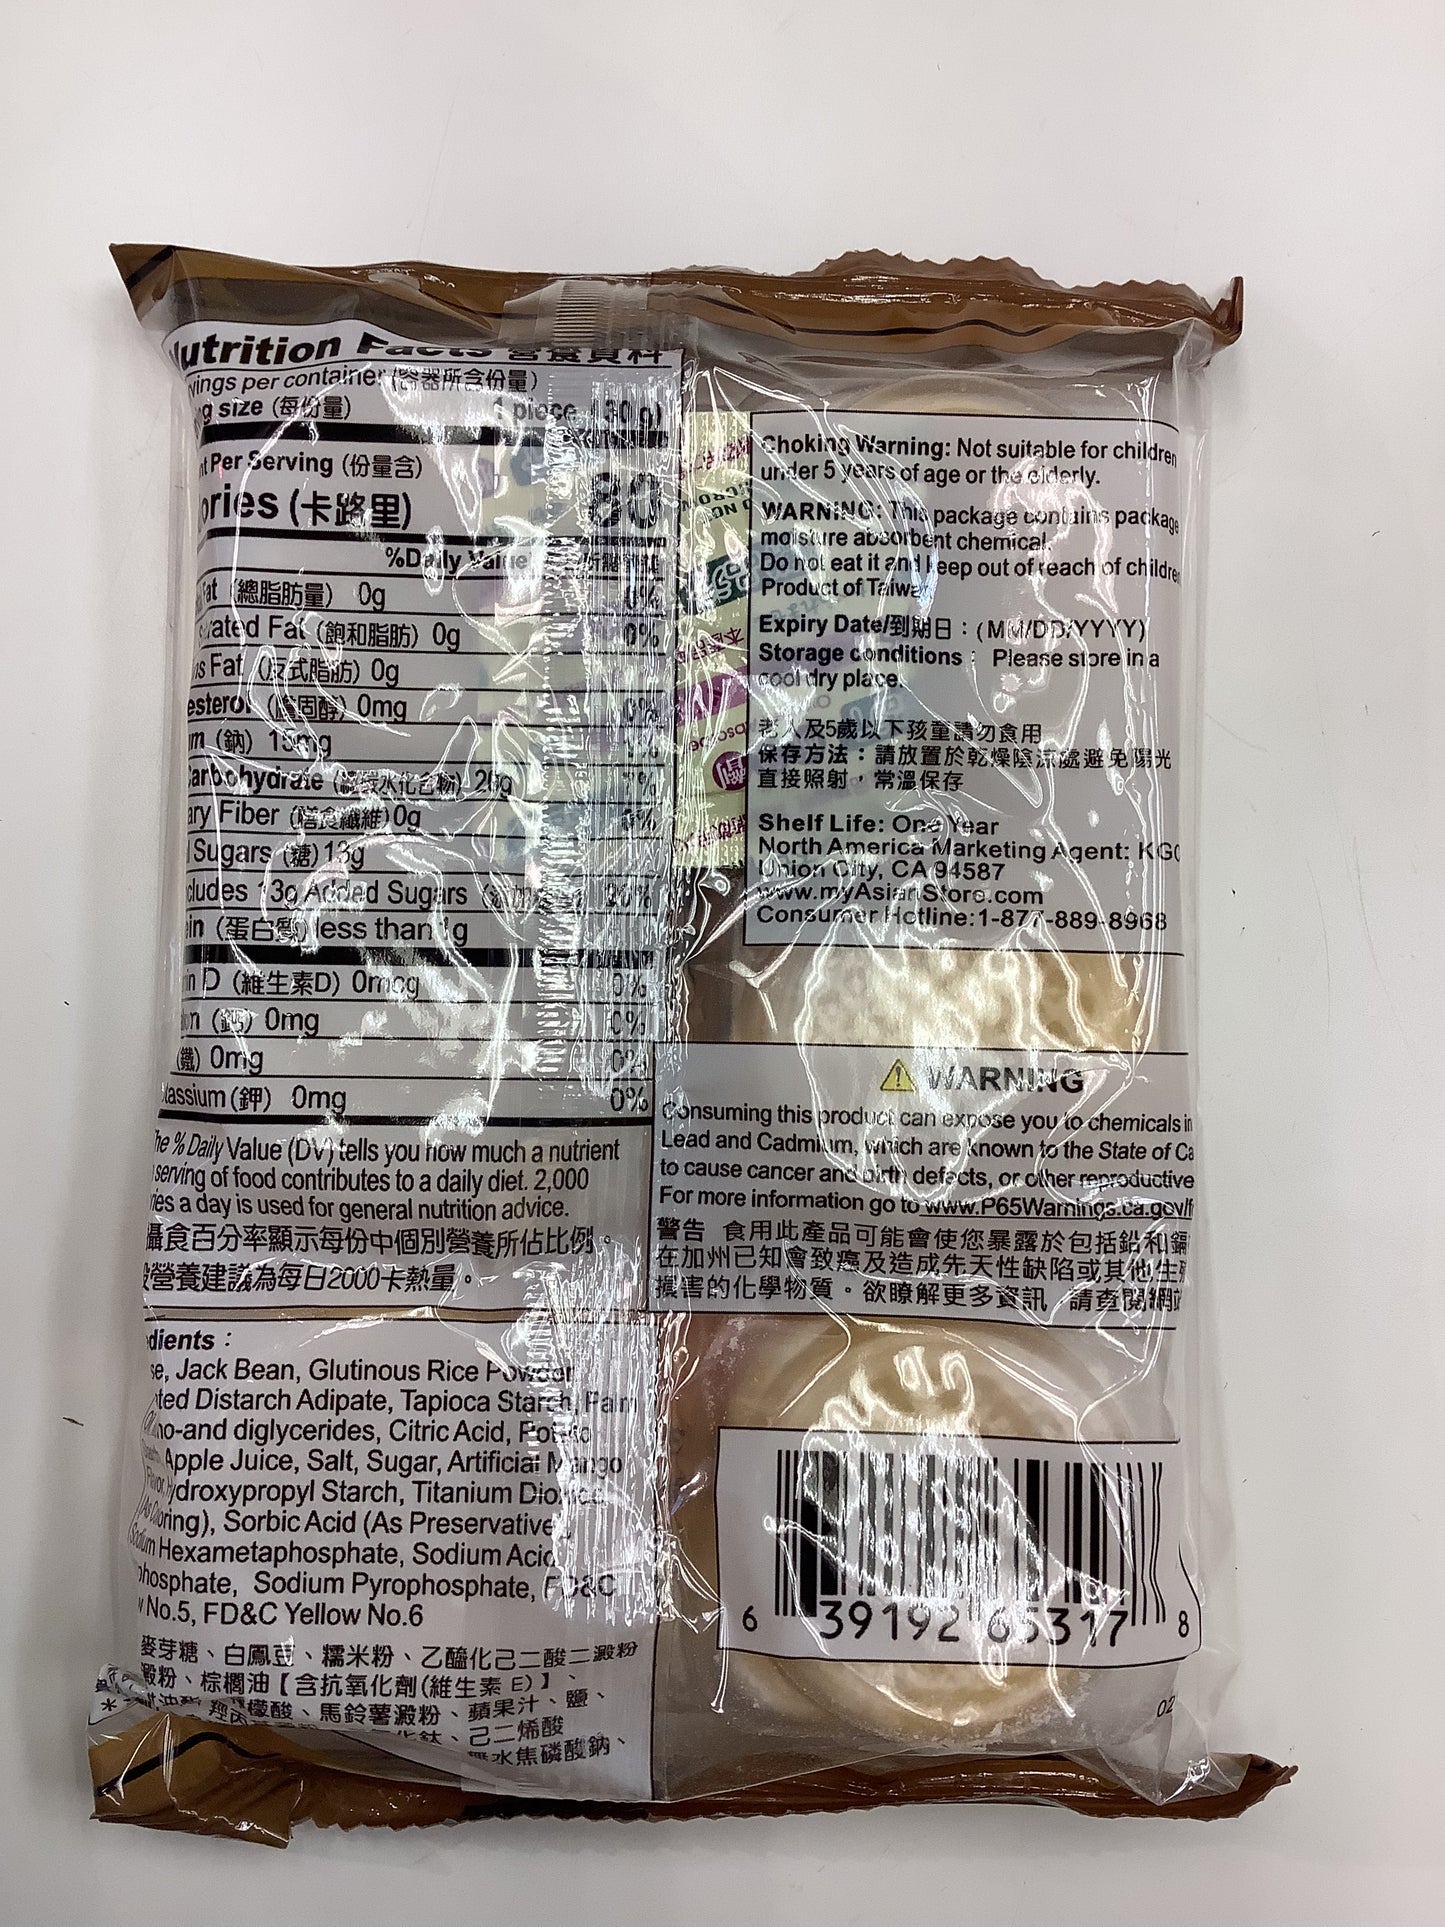 Nutrition Facts 營養資料
vings per container (容器所含份量)
g size (每份量) 1 piece (30 g)
nt Per Serving (份量含)
ories (卡路里) 80
%Daily Value
Fat (總脂肪量) 0g 0%
rated Fat (飽和脂肪) 0g 0%
ns Fat (反式脂肪) 0g
esterol (膽固醇) 0mg 0%
m (鈉) 15mg
arbohydrate 20g 7%
ary Fiber (膳食纖維) 0g 0%
Sugars (糖) 13g
cludes 13g Added Sugars
ein (蛋白質) less than 1g
in D (維生素D) 0mcg 0%
(鈣) 0mg 0%
(鐵) 0mg 0%
tassium (鉀) 0mg 0%
he % Daily Value (DV) tells you how much a nutrient
serving of food contributes to a daily diet. 2,000
ries a day is used for general nutrition advice.
攝食百分率顯示每份中個別營養所佔比例。
營養建議為每日2000卡熱量。
dients :
se, Jack Bean, Glutinous Rice Powder
ted Distarch Adipate, Tapioca Starch, Palm
no-and diglycerides, Citric Acid, Potato
Apple Juice, Salt, Sugar, Artificial Mango
Flavor, Hydroxypropyl Starch, Titanium Dioxide
(As Coloring), Sorbic Acid (As Preservative),
Sodium Hexametaphosphate, Sodium Acid
phosphate, Sodium Pyrophosphate, FD&C
w No.5, FD&C Yellow No.6
麥芽糖、白鳳豆、糯米粉、乙醯化己二酸二澱粉
澱粉、棕櫚油【含抗氧化劑(維生素 E)】、
檬酸、馬鈴薯澱粉、蘋果汁、鹽、
化鈦、己二烯酸
無水焦磷酸鈉、
Choking Warning: Not suitable for children
under 5 years of age or the elderly.
WARNING: This package contains package
moisture absorbent chemical.
Do not eat it and keep out of reach of childre
Product of Taiwan
Expiry Date/到期日 : (MM/DD/YYYY)
Storage conditions : Please store in a
cool dry place.
老人及5歲以下孩童請勿食用
保存方法：請放置於乾燥陰涼處避免陽光
直接照射，常溫保存
Shelf Life: One Year
North America Marketing Agent: KGC
Union City, CA 94587
www.myAsianStore.com
Consumer Hotline:1-877-889-8968
WARNING
Consuming this product can expose you to chemicals in
Lead and Cadmium, which are known to the State of Ca
to cause cancer and birth defects, or other reproductive
For more information go to www.P65Warnings.ca.gov/f
警告 食用此產品可能會使您暴露於包括鉛和鎘
在加州已知會致癌及造成先天性缺陷或其他生殖
損害的化學物質。欲瞭解更多資訊 請查閱網站
6 39192 65317 8
02